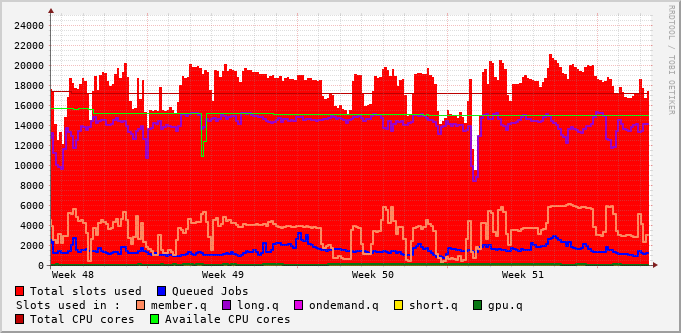 24000
22000
20000
18000
16000
14000
12000
10000
8000
6000
4000
2000
0
Week 48 Week 49 Week 50 Week 51
Total slots used Queued Jobs
Slots used in : member.q long.q ondemand.q short.q gpu.q
Total CPU cores Availale CPU cores
RRDTOOL / TOBI OETIKER